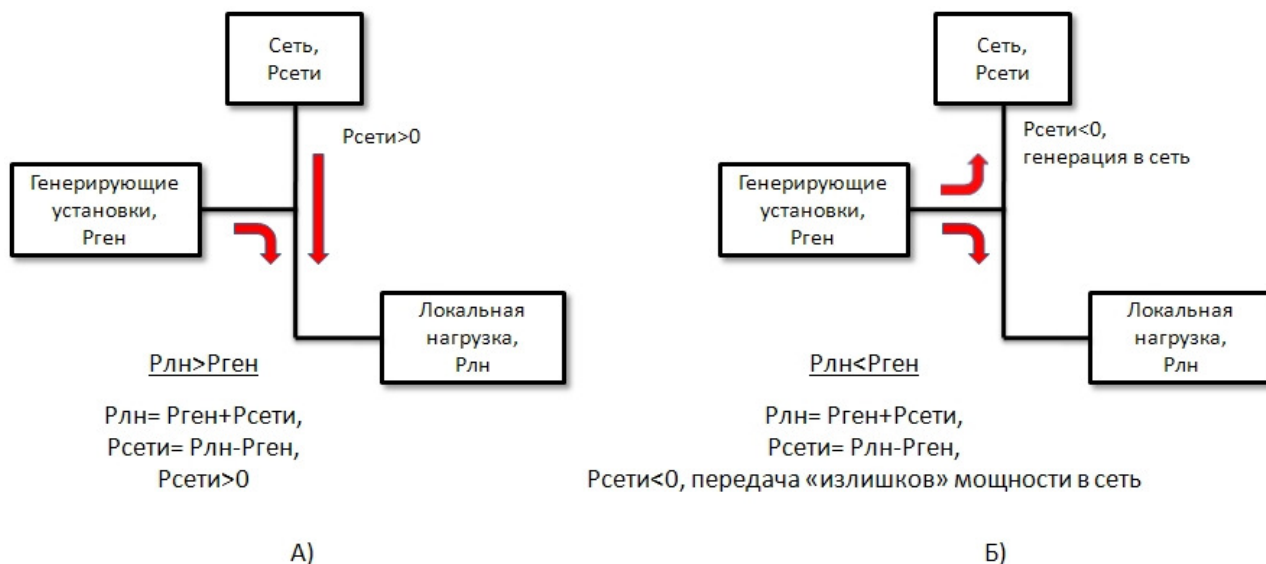 Сеть,
Рсети
Рсети>0
Генерирующие
установки,
Рген
Локальная
нагрузка,
Рлн
Рлн>Рген
Рлн= Рген+Рсети,
Рсети= Рлн-Рген,
Рсети>0
А)
Сеть,
Рсети
Рсети<0,
генерация в сеть
Генерирующие
установки,
Рген
Локальная
нагрузка,
Рлн
Рлн<Рген
Рлн= Рген+Рсети,
Рсети= Рлн-Рген,
Рсети<0, передача «излишков» мощности в сеть
Б)